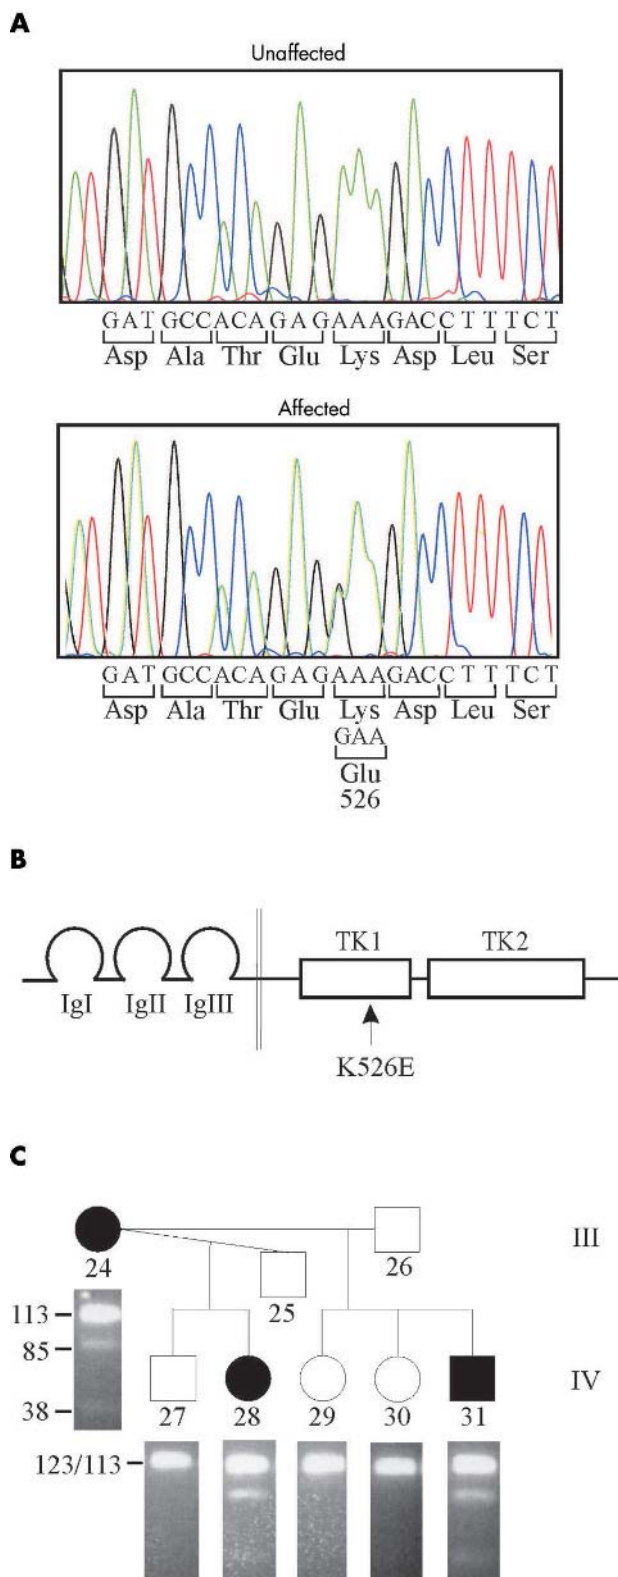 A
Unaffected
GAT GCC ACA GAG AAA GAC CTT TCT
Asp Ala Thr Glu Lys Asp Leu Ser
Affected
GAT GCC ACA GAG AAA GAC CTT TCT
Asp Ala Thr Glu Lys Asp Leu Ser
GAA
Glu
526
B
TK1 TK2
IgI IgII IgIII
K526E
C
III
24 25 26
113
85
38
IV
27 28 29 30 31
123/113